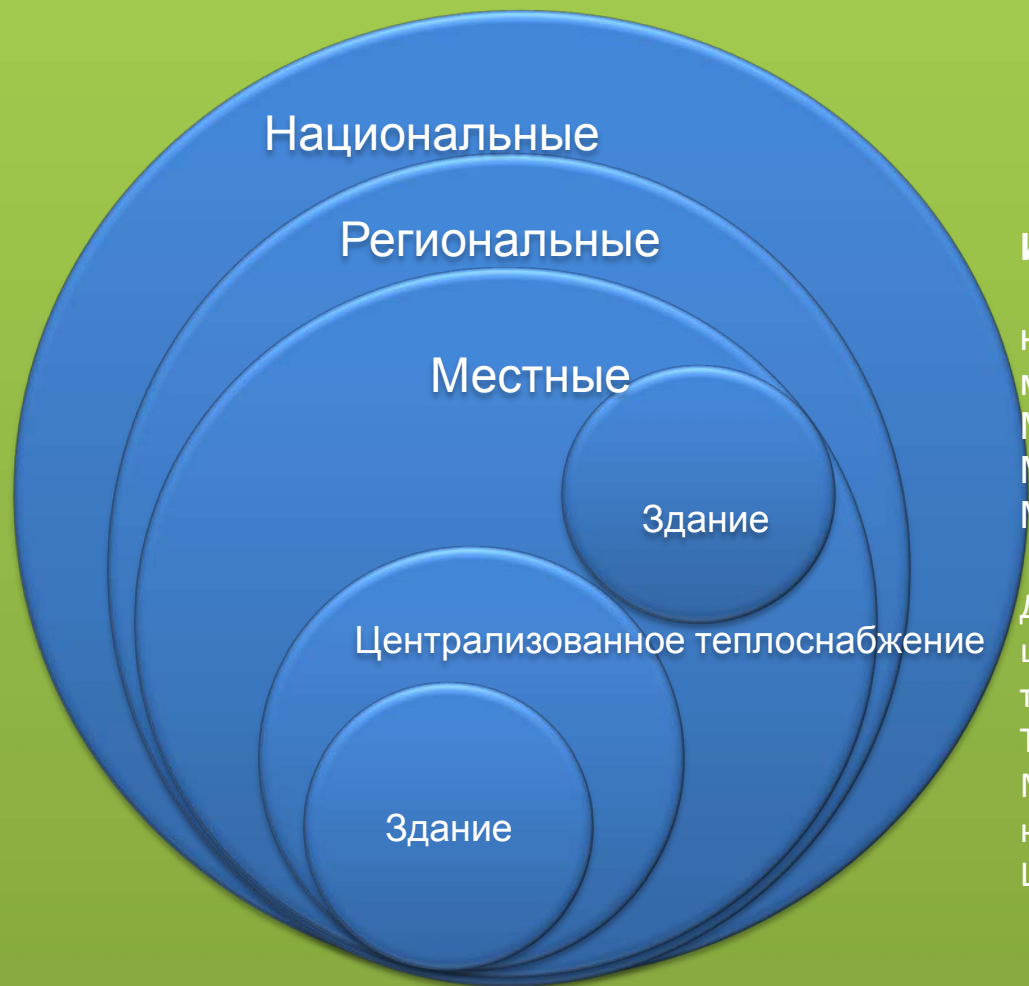 Национальные
Региональные
Местные
Здание
Централизованное теплоснабжение
Здание